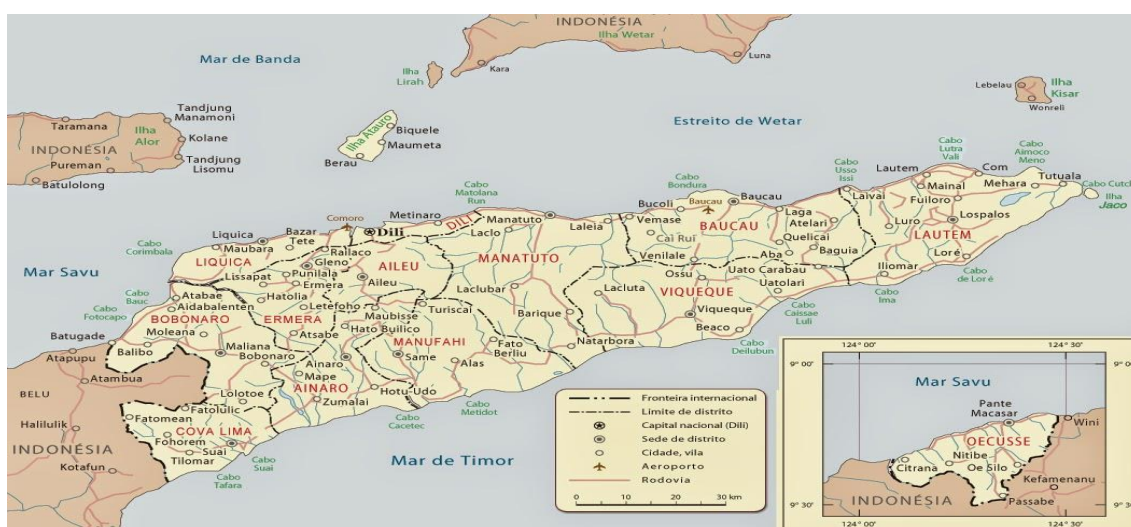 INDONÉSIA
Ilha Wetar
Mar de Banda
Luna
Kara
Ilha
Lirah
Lebelau
Ilha
Kisar
Wonreli
Tandjung
Manamoni
Taramana
Ilha
Alor
Kolane
INDONÉSIA
Tandjung
Lisomu
Pureman
Batulolong
Ilha Atauro
Biquele
Maumeta
Berau
Estreito de Wetar
Cabo
Lutra
Vali
Cabo
Aimoco
Meno
Cabo
Usso
Issi
Lautem
Com
Tutuala
Cabo
Bondura
Mainal
Mehara
Cabo Cutch
Ilha
Jaco
Cabo
Matolana
Run
Bucoli
Baucau
Baucau
Laivai
Fuiloro
Comoro
Metinaro
Manatuto
Vemase
Laga
Atelari
Luro
Lospalos
Dili
DILI
Laclo
Laleia
BAUCAU
LAUTEM
Bazar
Tete
Liquica
Maubara
Cabo
Corimbala
Cai Rui
Quelicai
Baguia
Aba
Loré
Railaco
Gleno
AILEU
MANATUTO
Venilale
Mar Savu
LIQUICA
Lissapat
Punilala
Ermera
Aileu
Ossu
Uato Carabau
Iliomar
Cabo
de Lor é
Laclubar
Lacluta
VIQUEQUE
Uatolari
Cabo
Ima
Cabo
Bauc
Atabae
Aidabalenten
Hatolia
Letefoho
Maubisse
Turiscai
Barique
Viqueque
Cabo
Caissae
Luli
Cabo
Fotocapo
BOBONARO
ERMERA
Hato Builico
Beaco
Batugade
Moleana
Atsabe
MANUFAHI
Fato
Berliu
Natarbora
Cabo
Deilubun
Balibo
Maliana
Bobonaro
Ainaro
Same
Alas
Atapupu
Mape
AINARO
Hotu-Udo
Atambua
BELU
Lolotoe
Zumalai
Cabo
Metidot
Fatolulic
Cabo
Cacetec
Fatomean
COVA LIMA
Halilulik
Fohorem
Suai
Cabo
Suai
INDONÉSIA
Tilomar
Kotafun
Cabo
Tafara
Mar de Timor
Fronteira internacional
Limite de distrito
Capital nacional (Dili)
Sede de distrito
Cidade, vila
Aeroporto
Rodovia
0 10 20 30 km
124° 00' 124° 30'
9° 00' 9° 00'
Mar Savu
Pante
Macasar
Wini
OECUSSE
Nitibe
Citrana
Oe Silo
Kefamenanu
INDONÉSIA
Passabe
9° 30' 9° 30'
124° 00' 124° 30'